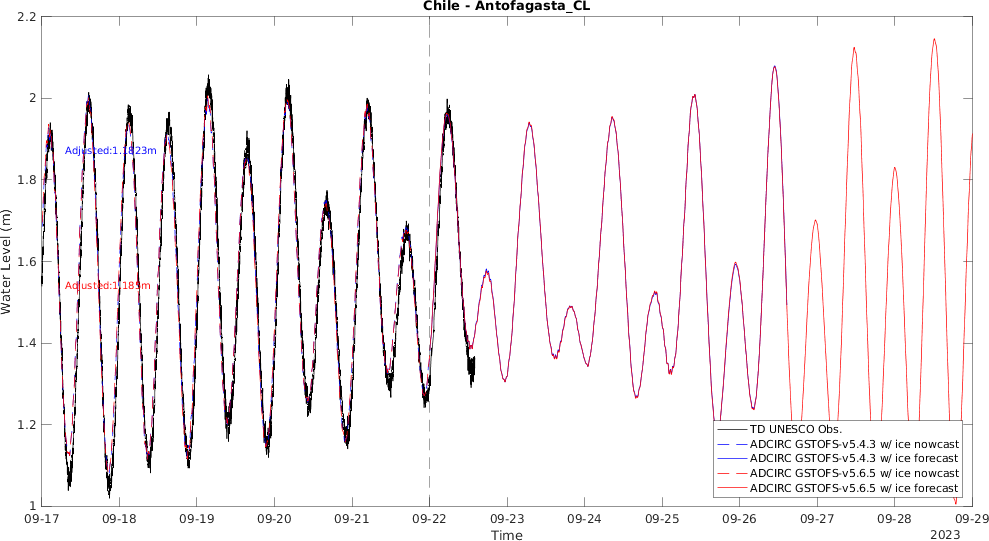 Chile - Antofagasta_CL
2.2
2
1.8
1.6
1.4
1.2
1
Water Level (m)
Adjusted:1.1823m
Adjusted:1.189m
TD UNESCO Obs.
ADCIRC GSTOFS-v5.4.3 w/ ice nowcast
ADCIRC GSTOFS-v5.4.3 w/ ice forecast
ADCIRC GSTOFS-v5.6.5 w/ ice nowcast
ADCIRC GSTOFS-v5.6.5 w/ ice forecast
09-17 09-18 09-19 09-20 09-21 09-22 09-23 09-24 09-25 09-26 09-27 09-28 09-29
Time
2023